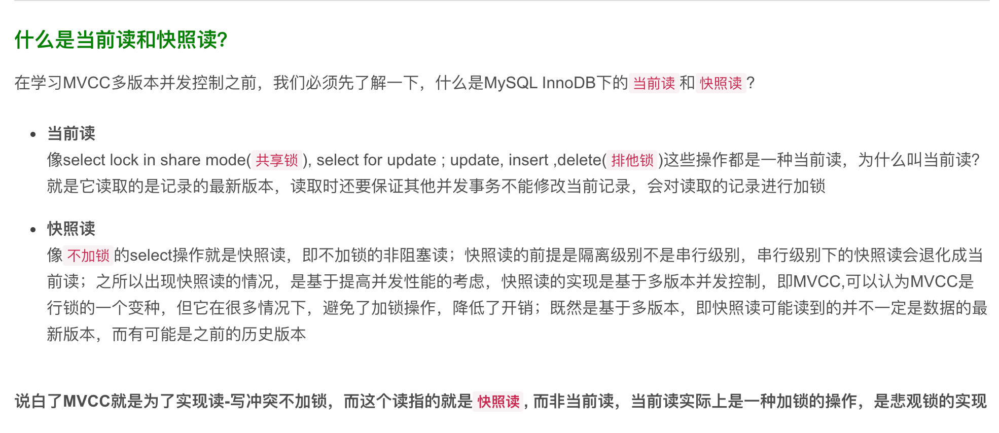 什么是当前读和快照读?
在学习MVCC多版本并发控制之前，我们必须先了解一下，什么是MySQL InnoDB下的当前读和快照读?
当前读
像select lock in share mode(共享锁), select for update ; update, insert ,delete(排他锁)这些操作都是一种当前读，为什么叫当前读？
就是它读取的是记录的最新版本，读取时还要保证其他并发事务不能修改当前记录，会对读取的记录进行加锁
快照读
像不加锁的select操作就是快照读，即不加锁的非阻塞读；快照读的前提是隔离级别不是串行级别，串行级别下的快照读会退化成当
前读；之所以出现快照读的情况，是基于提高并发性能的考虑，快照读的实现是基于多版本并发控制，即MVCC,可以认为MVCC是
行锁的一个变种，但它在很多情况下，避免了加锁操作，降低了开销；既然是基于多版本，即快照读可能读到的并不一定是数据的最
新版本，而有可能是之前的历史版本
说白了MVCC就是为了实现读-写冲突不加锁，而这个读指的就是快照读, 而非当前读，当前读实际上是一种加锁的操作，是悲观锁的实现